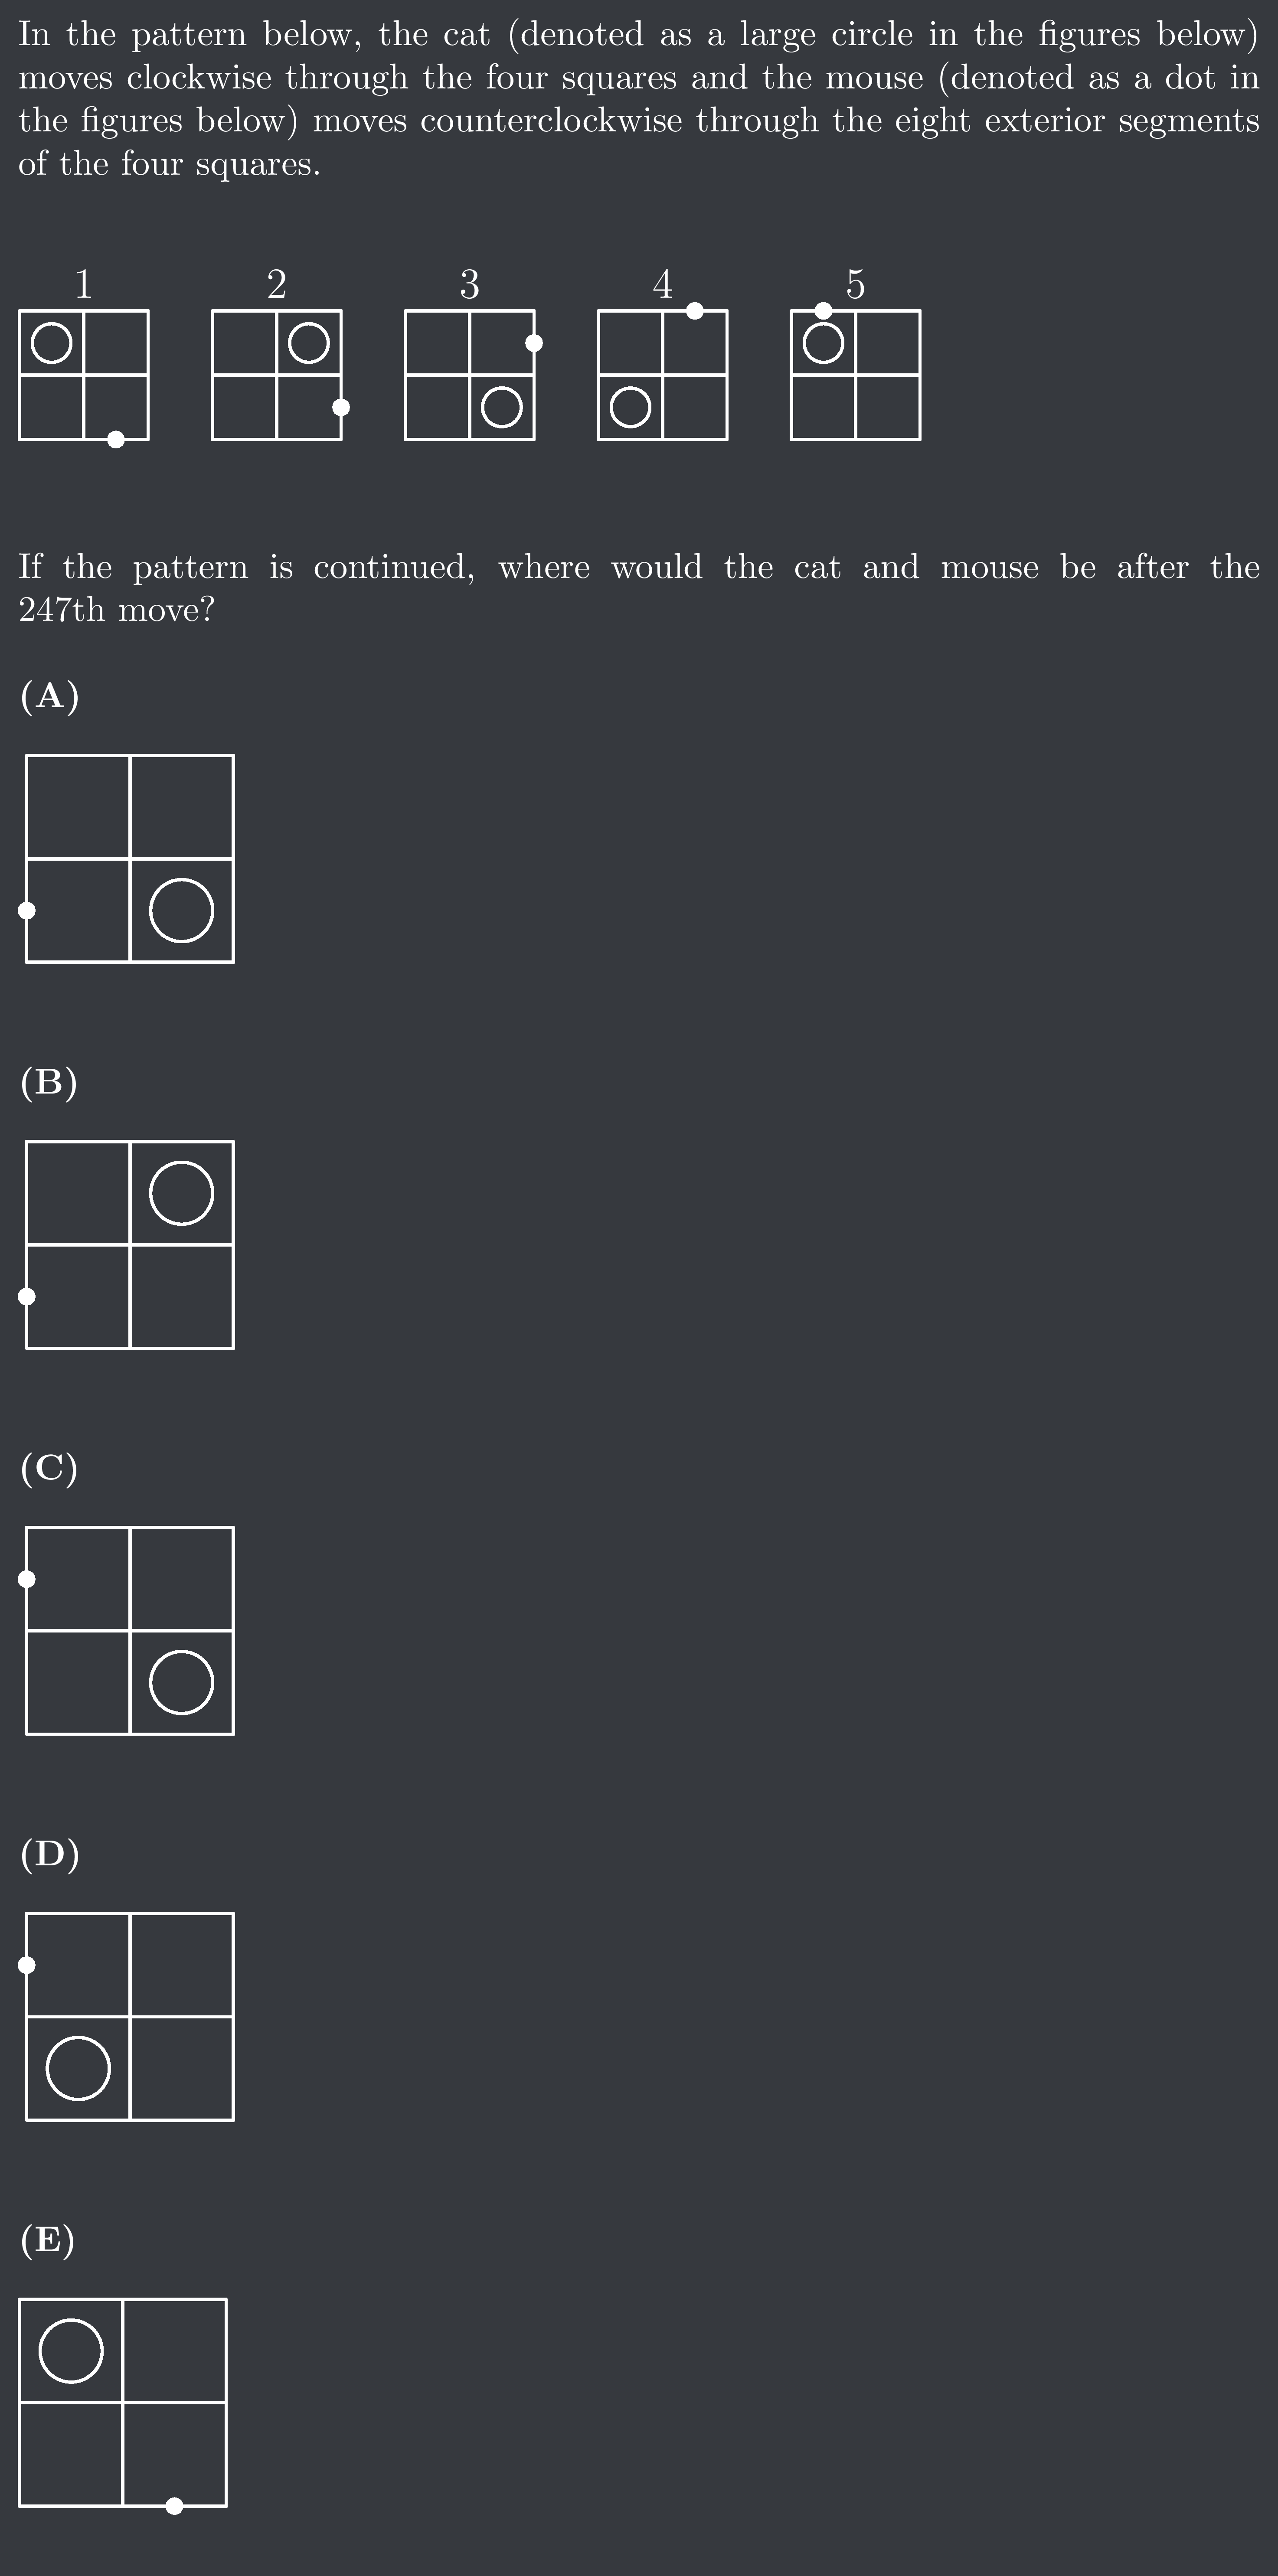 In the pattern below, the cat (denoted as a large circle in the figures below)
moves clockwise through the four squares and the mouse (denoted as a dot in
the figures below) moves counterclockwise through the eight exterior segments
of the four squares.
1 2 3 4 5
If the pattern is continued, where would the cat and mouse be after the
247th move?
(A)
(B)
(C)
(D)
(E)